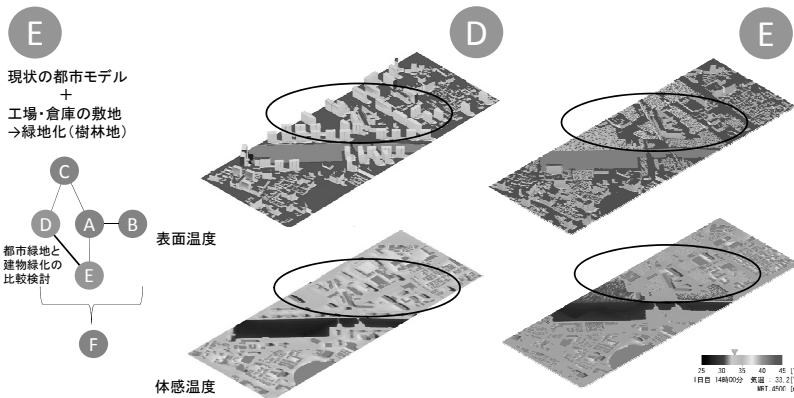 E
現状の都市モデル
+
工場・倉庫の敷地
→緑地化(樹林地)
C
D
A
B
都市緑地と
建物緑化の
比較検討
E
F
D
E
表面温度
体感温度
25 30 35 40 45
1日目 14時00分 気温 : 33.2[
MRT.4500 [